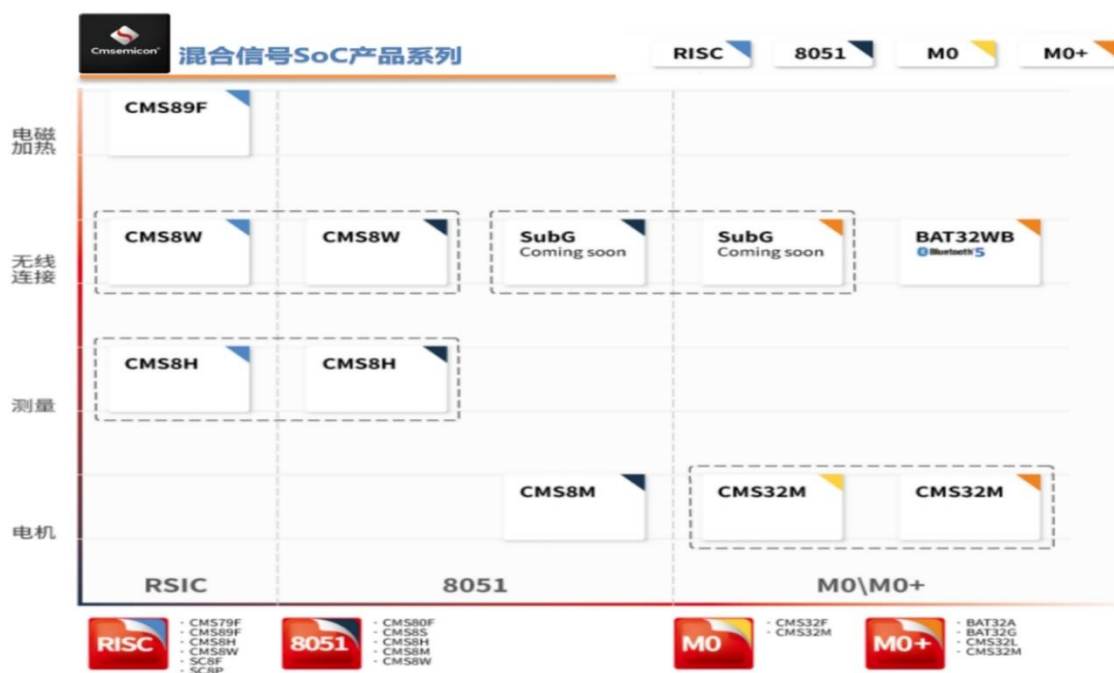 Cmsemicon
混合信号SoC产品系列
RISC
8051
M0
M0+
电磁
加热
CMS89F
无线
连接
CMS8W
CMS8W
SubG
Coming soon
SubG
Coming soon
BAT32WB
Bluetooth 5
测量
CMS8H
CMS8H
电机
CMS8M
CMS32M
CMS32M
RSIC
8051
M0\M0+
RISC
- CMS79F
- CMS89F
- CMS8H
- CMS8W
- SC8F
- SC8P
8051
- CMS80F
- CMS8S
- CMS8H
- CMS8M
- CMS8W
M0
- CMS32F
- CMS32M
M0+
- BAT32A
- BAT32G
- CMS32L
- CMS32M